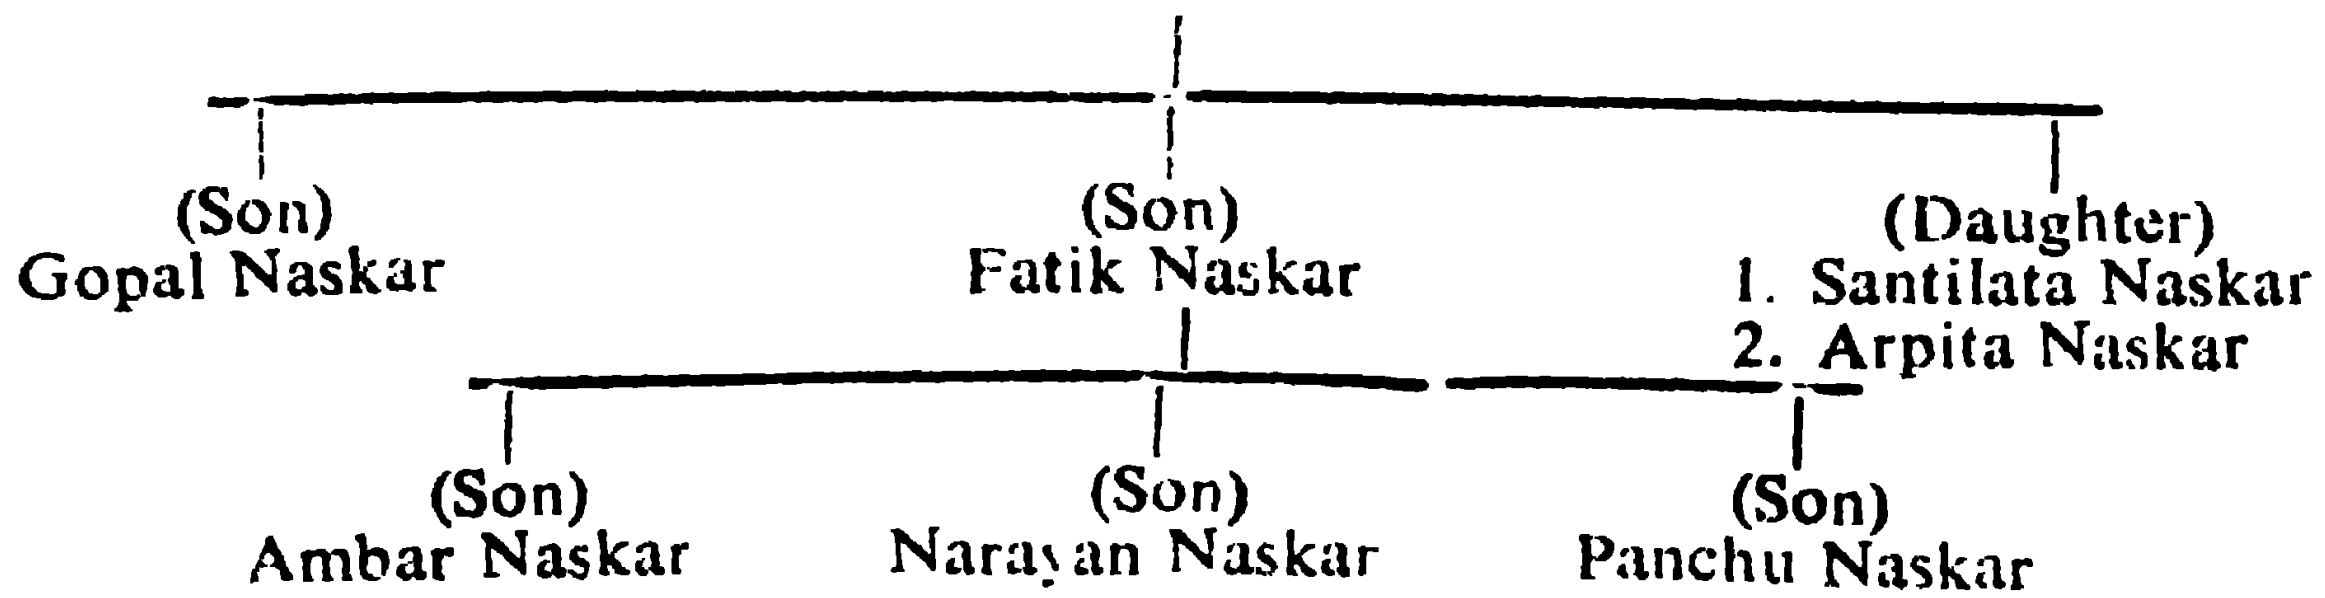 (Son) (Son) (Daughter)
Gopal Naskar Fatik Naskar 1. Santilata Naskar
2. Arpita Naskar
(Son) (Son) (Son)
Ambar Naskar Narayan Naskar Panchu Naskar